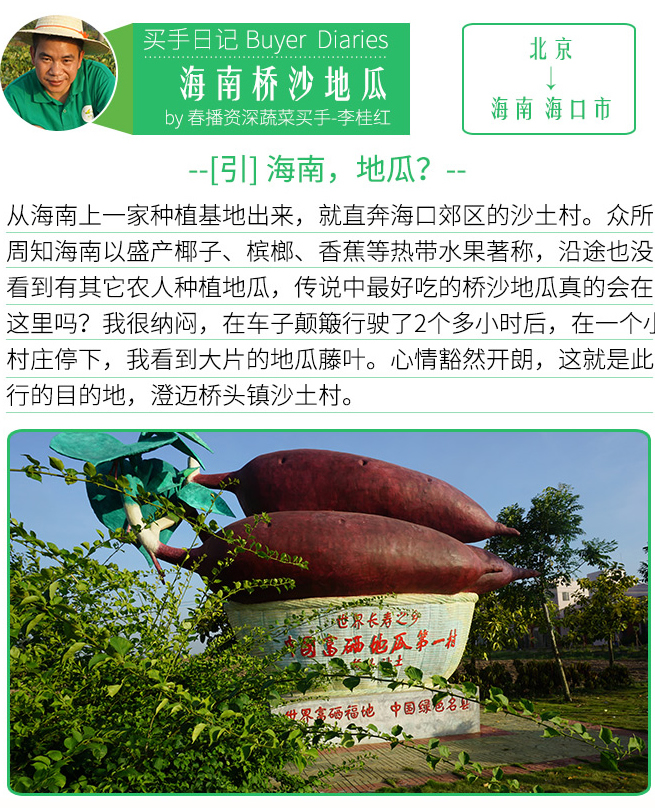 买手日记 Buyer Diaries
海南桥沙地瓜
by 春播资深蔬菜买手-李桂红
北京
↓
海南 海口市
--[引] 海南，地瓜？--
从海南上一家种植基地出来，就直奔海口郊区的沙土村。众所
周知海南以盛产椰子、槟榔、香蕉等热带水果著称，沿途也没
看到有其它农人种植地瓜，传说中最好吃的桥沙地瓜真的会在
这里吗？我很纳闷，在车子颠簸行驶了2个多小时后，在一个小
村庄停下，我看到大片的地瓜藤叶。心情豁然开朗，这就是此
行的目的地，澄迈桥头镇沙土村。
世界长寿之乡
中国富硒地瓜第一村
世界富硒福地 中国绿色名县